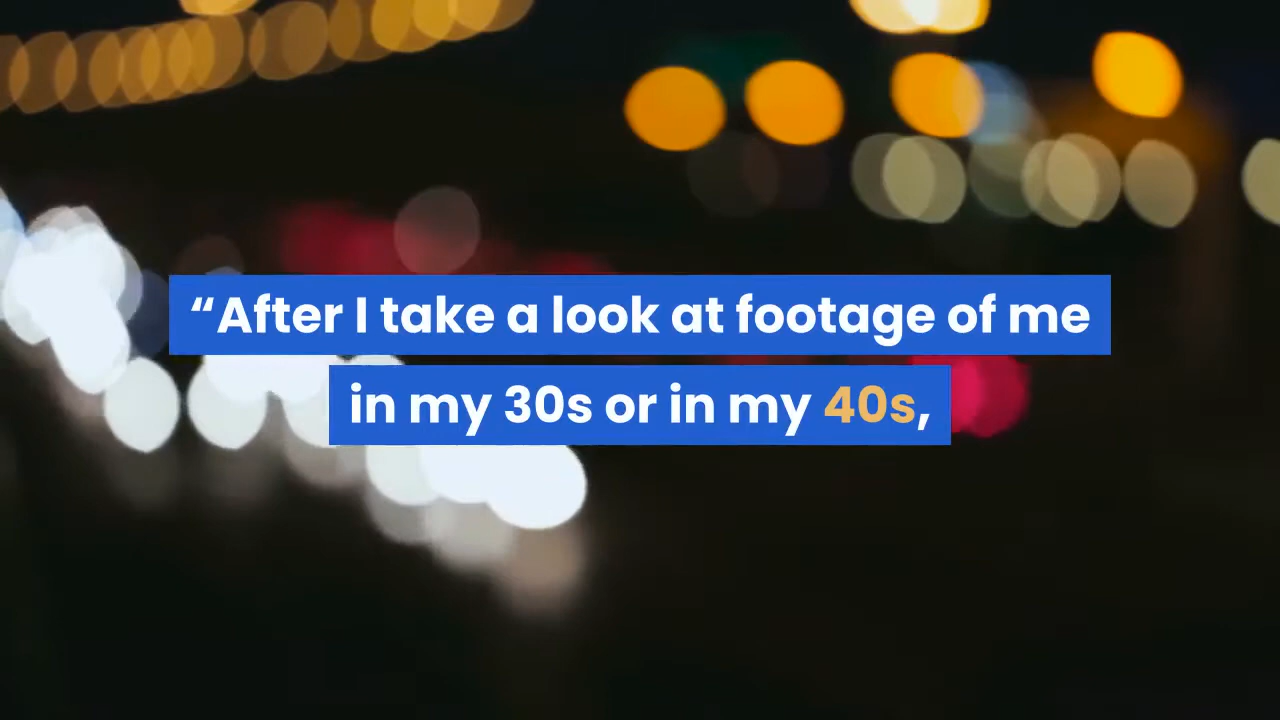 “After I take a look at footage of me
in my 30s or in my 40s,